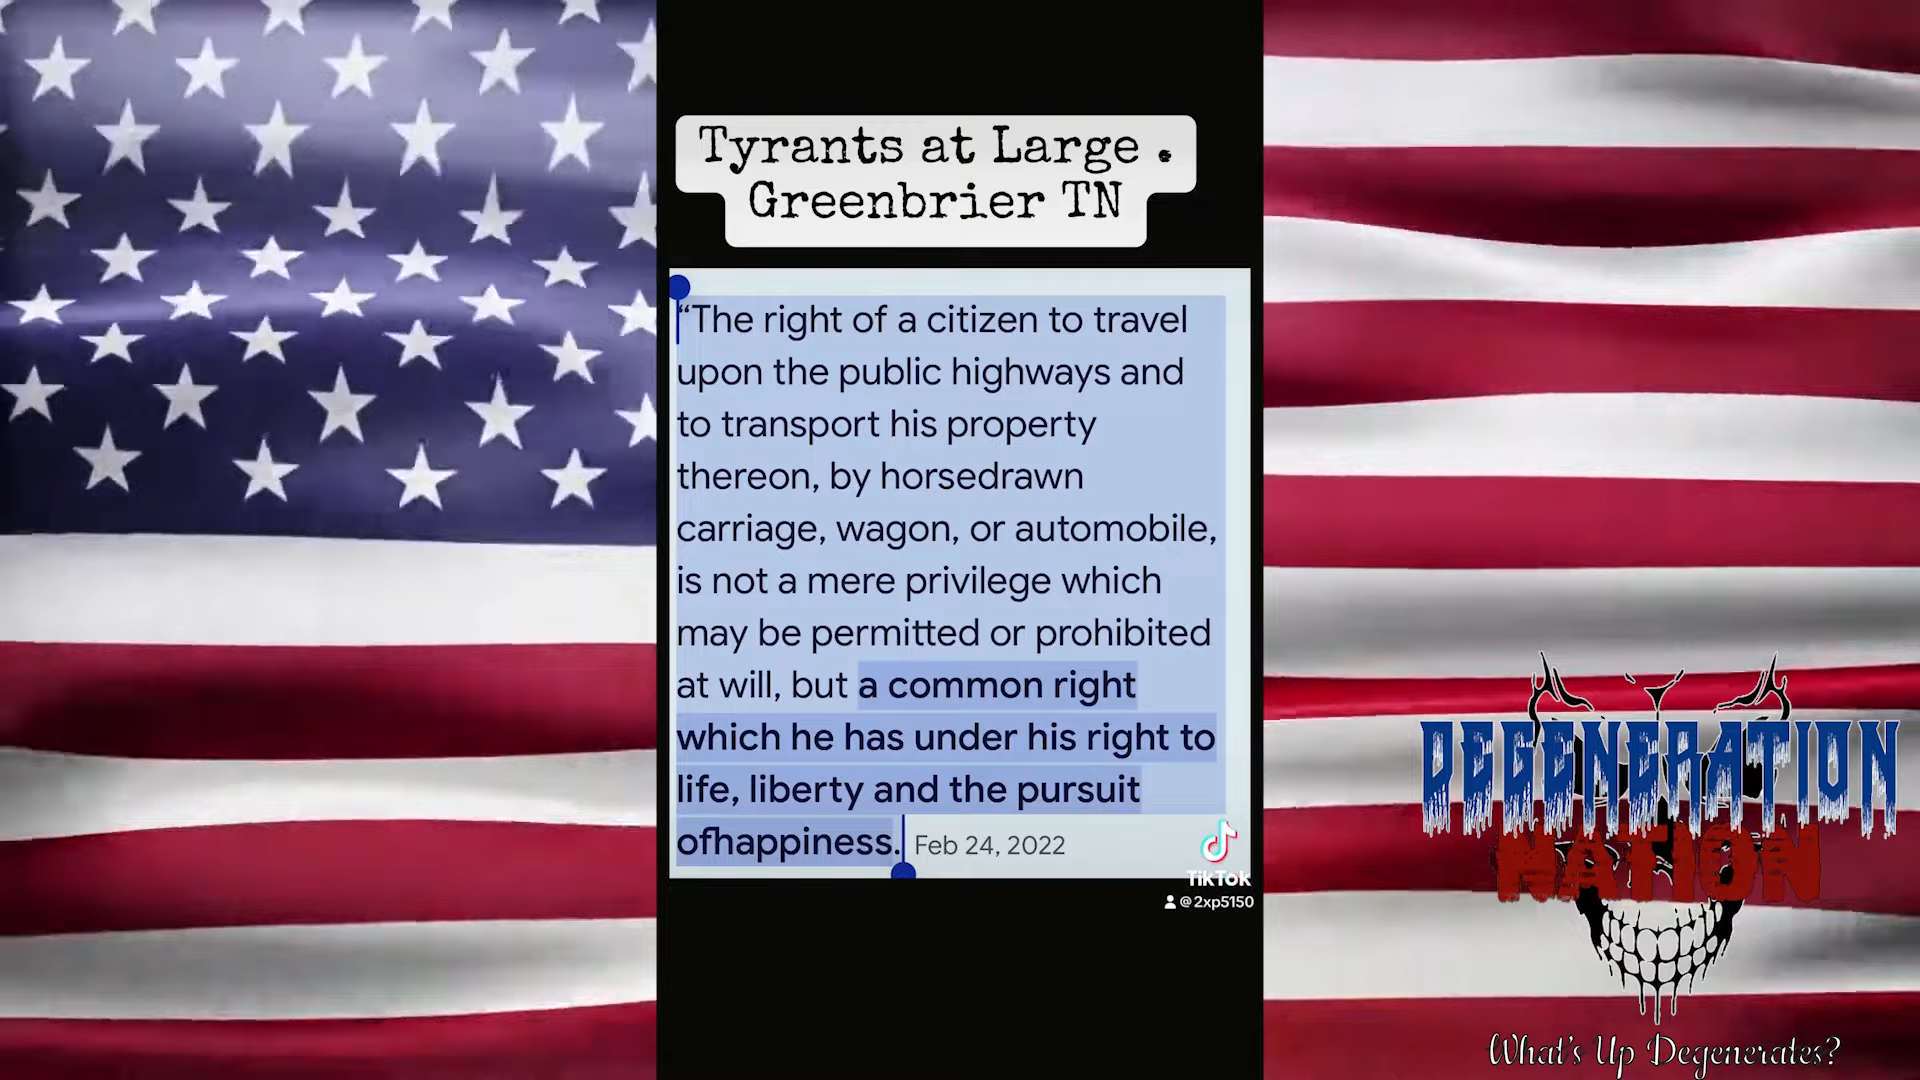 Tyrants at Large .
Greenbrier TN
“The right of a citizen to travel
upon the public highways and
to transport his property
thereon, by horsedrawn
carriage, wagon, or automobile,
is not a mere privilege which
may be permitted or prohibited
at will, but a common right
which he has under his right to
life, liberty and the pursuit
ofhappiness. Feb 24, 2022
TikTok
@2xp5150
DEGENERATION
NATION
What's Up Degenerates?